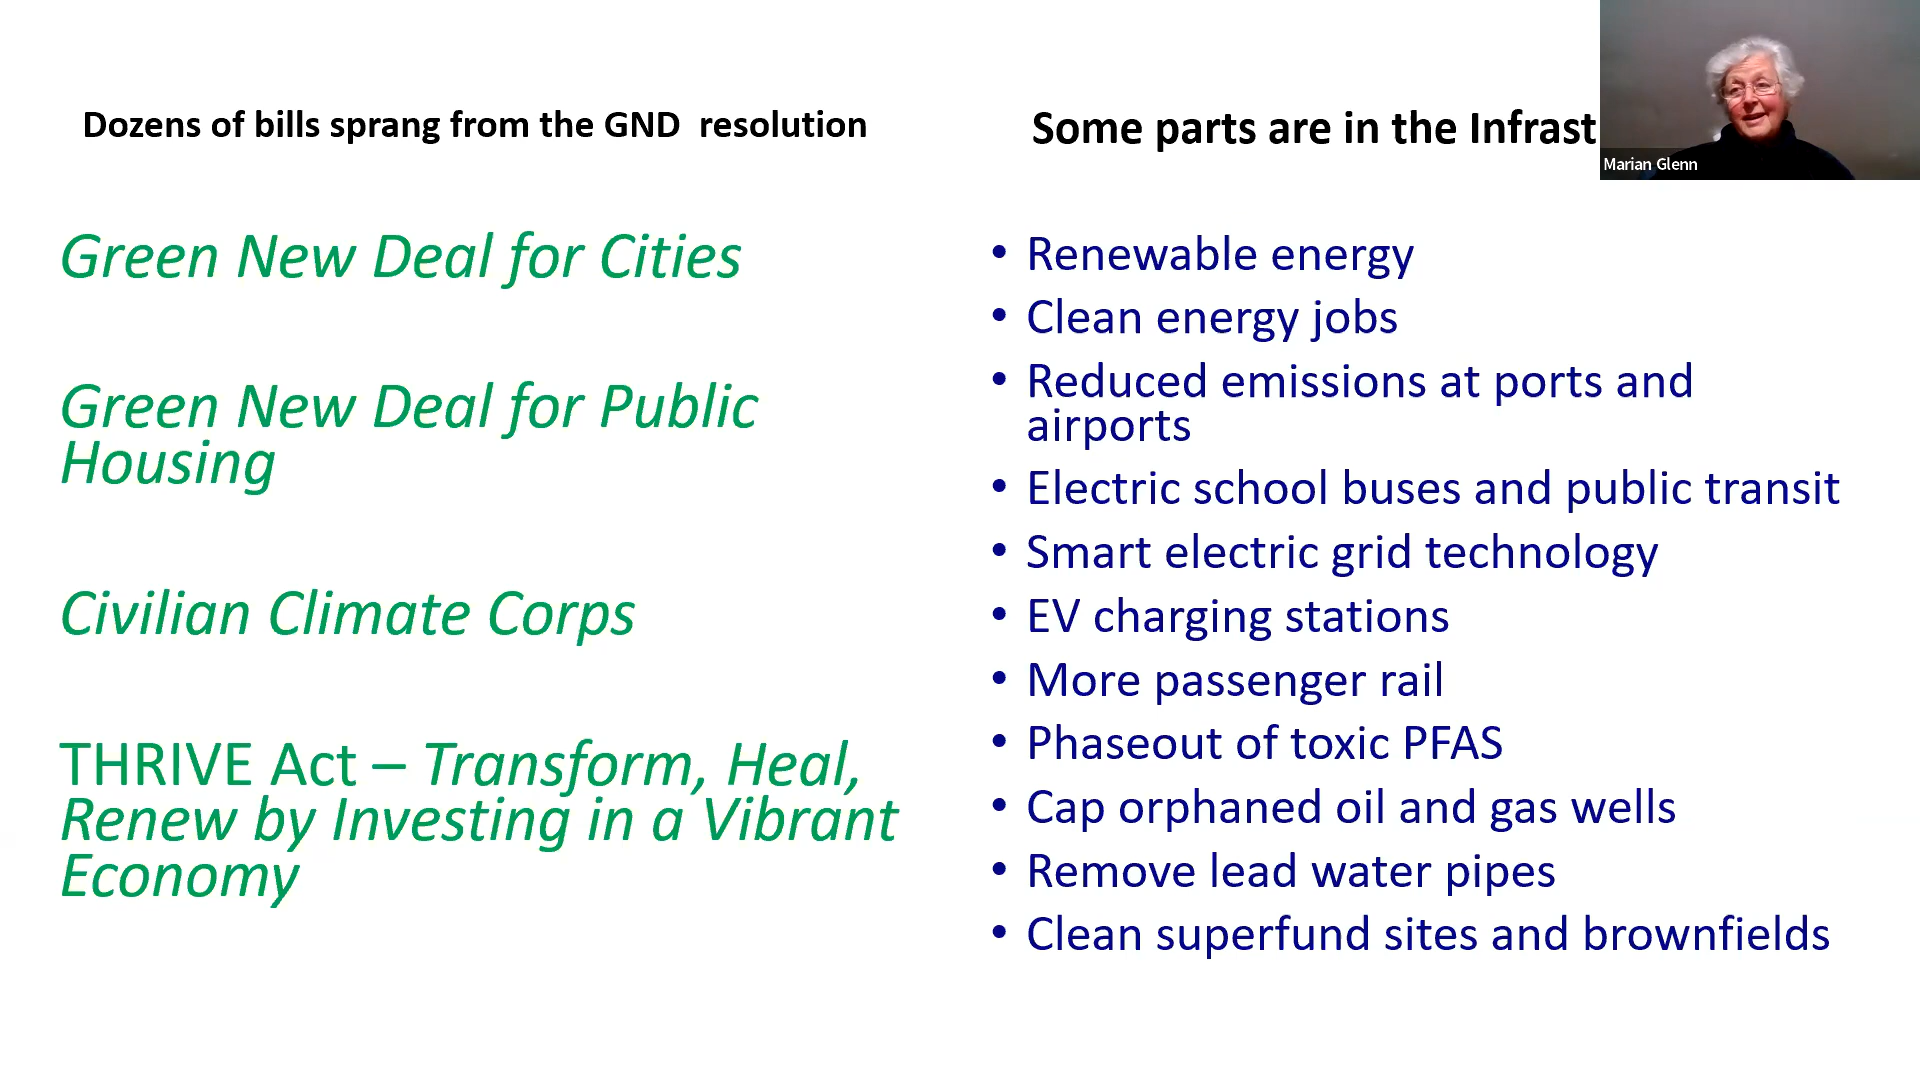 Dozens of bills sprang from the GND resolution
Green New Deal for Cities
Green New Deal for Public
Housing
Civilian Climate Corps
THRIVE Act – Transform, Heal,
Renew by Investing in a Vibrant
Economy
Some parts are in the Infrast
• Renewable energy
• Clean energy jobs
• Reduced emissions at ports and
airports
• Electric school buses and public transit
• Smart electric grid technology
• EV charging stations
• More passenger rail
• Phaseout of toxic PFAS
• Cap orphaned oil and gas wells
• Remove lead water pipes
• Clean superfund sites and brownfields
Marian Glenn